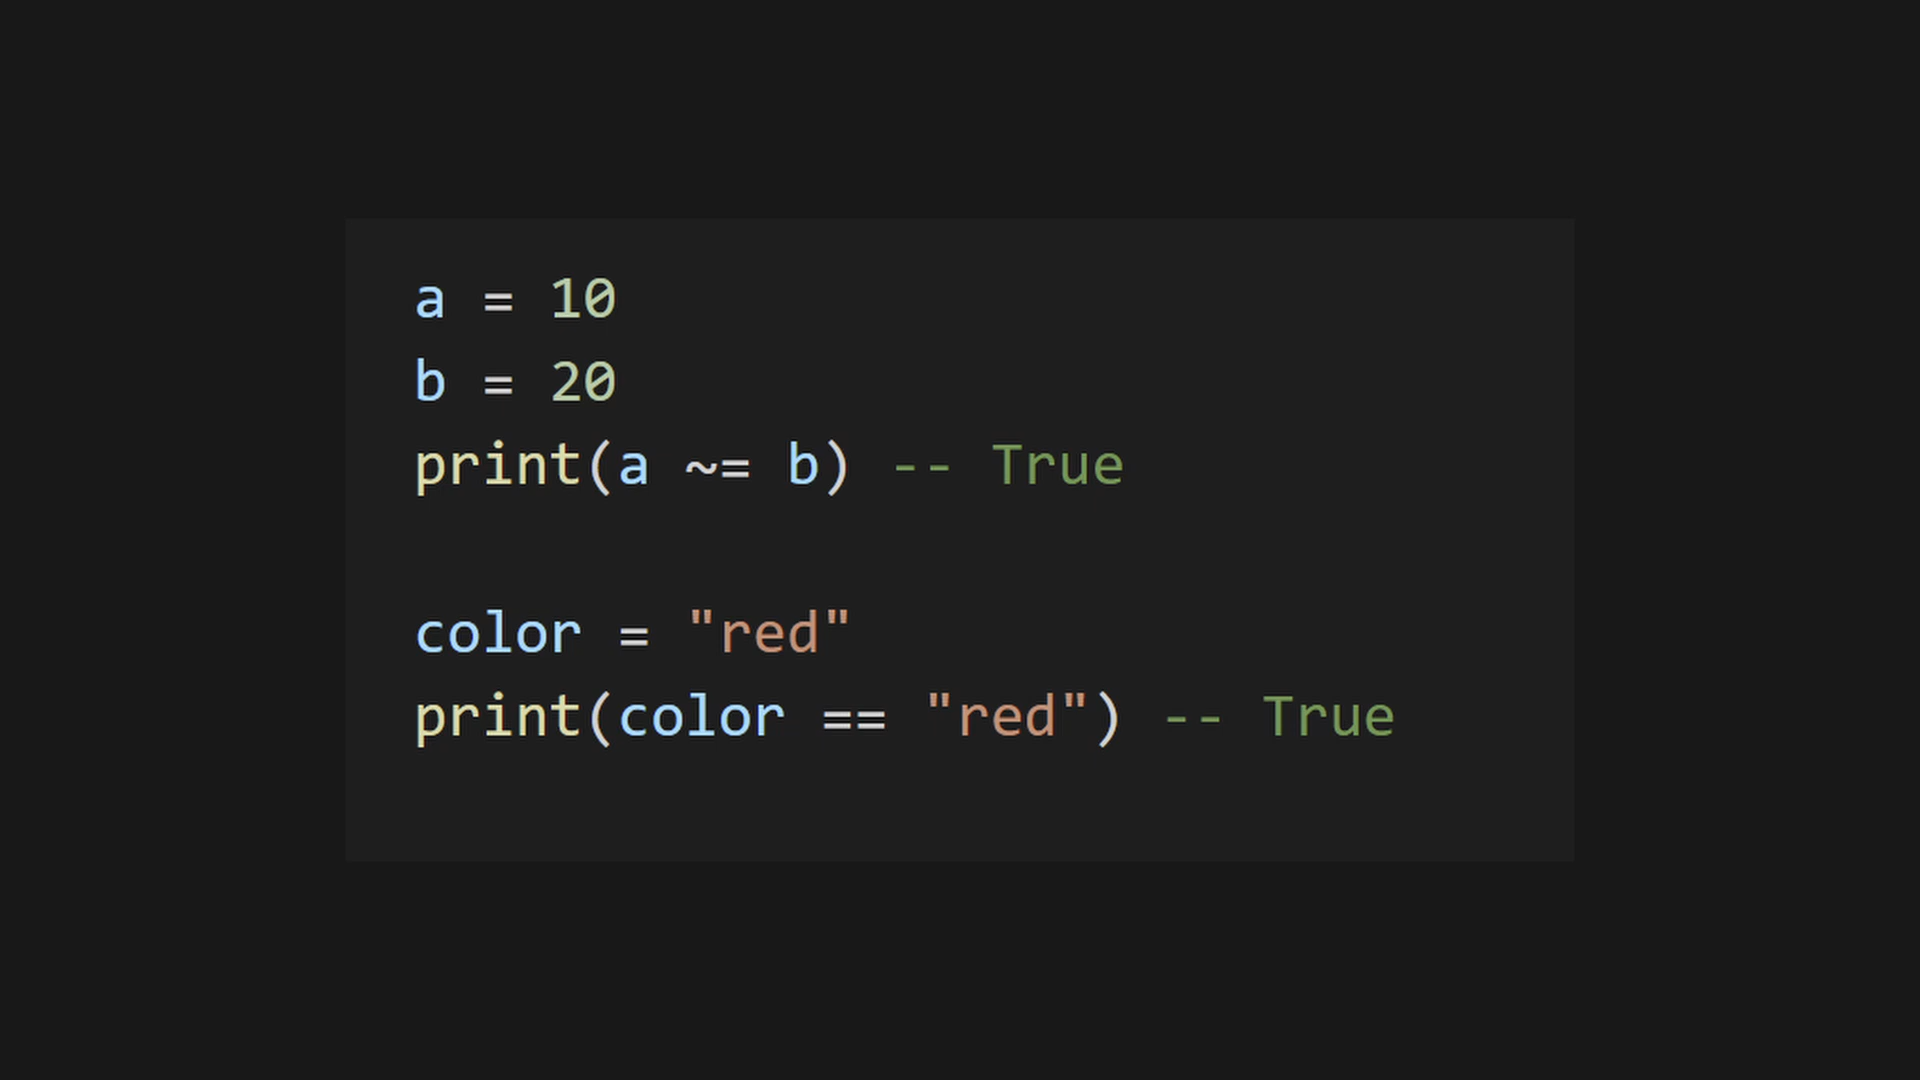 a = 10
b = 20
print(a ~= b) -- True
color = "red"
print(color == "red") -- True